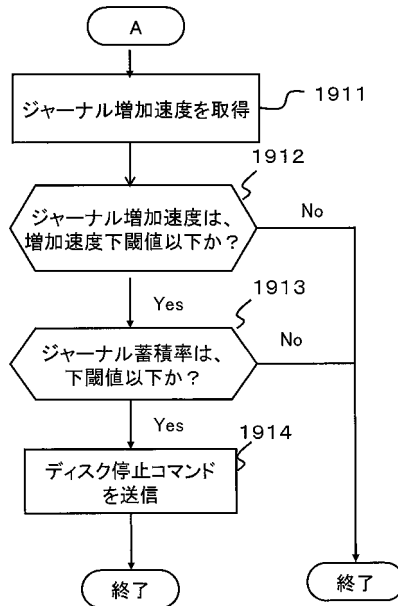 A
ジャーナル増加速度を取得
1911
1912
ジャーナル増加速度は、
増加速度下閾値以下か？
No
Yes
1913
ジャーナル蓄積率は、
下閾値以下か？
No
Yes
1914
ディスク停止コマンド
を送信
終了
終了